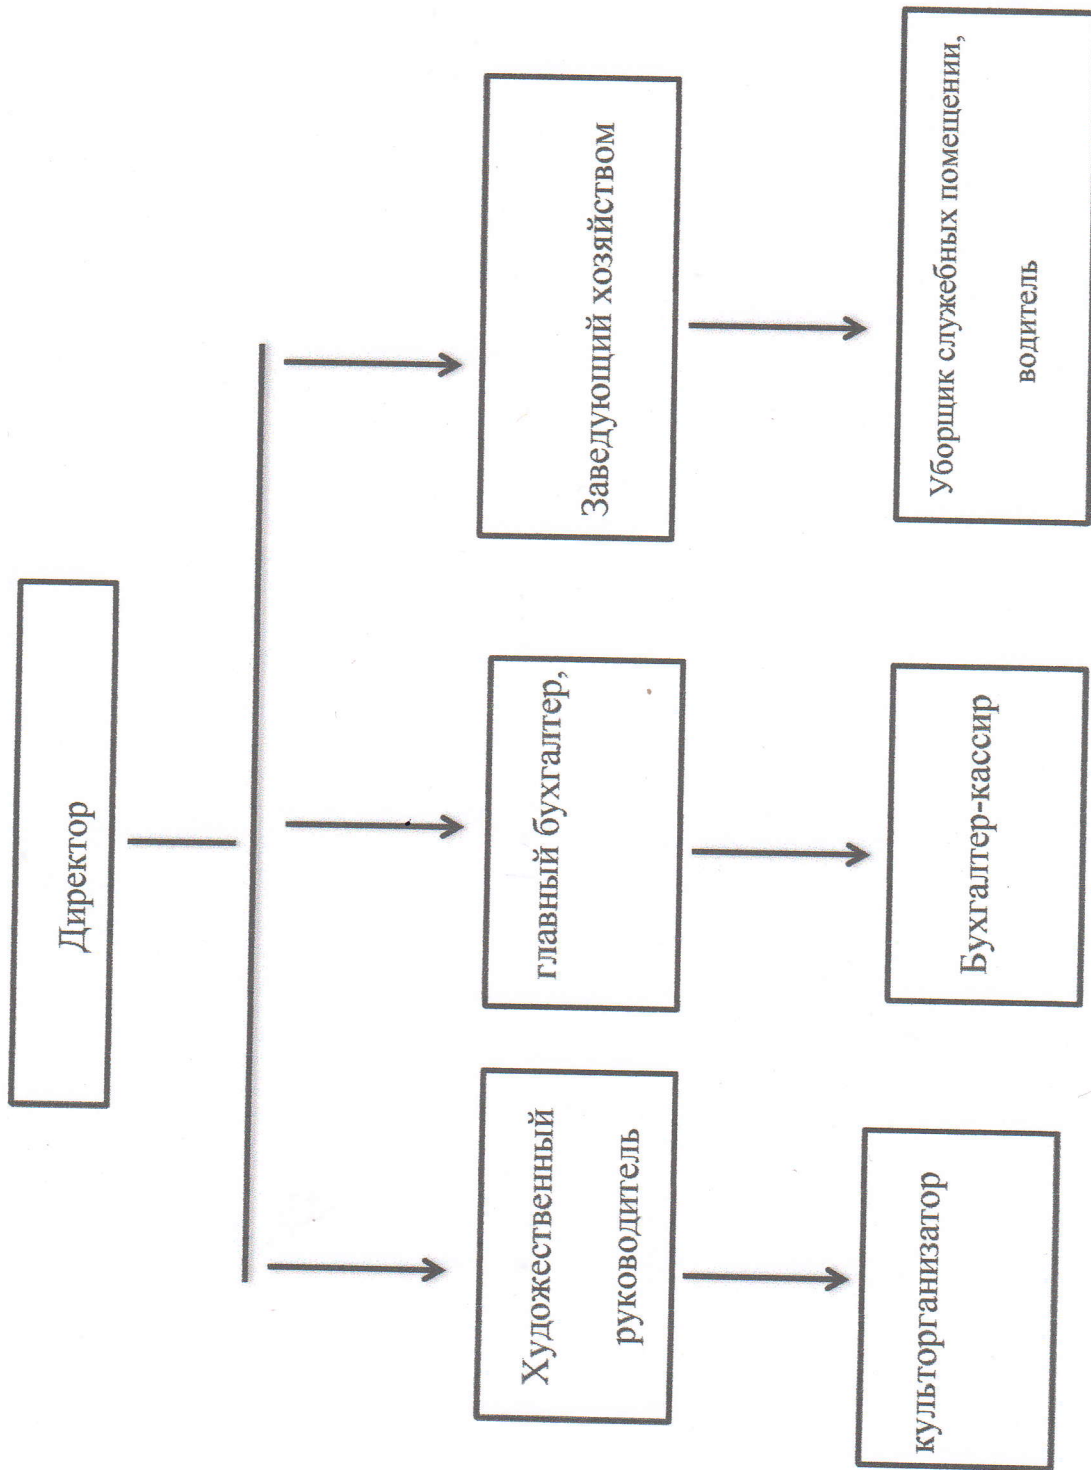 Директор
Художественный
руководитель
главный бухгалтер,
Заведующий хозяйством
культорганизатор
Бухгалтер-кассир
Уборщик служебных помещении,
водитель